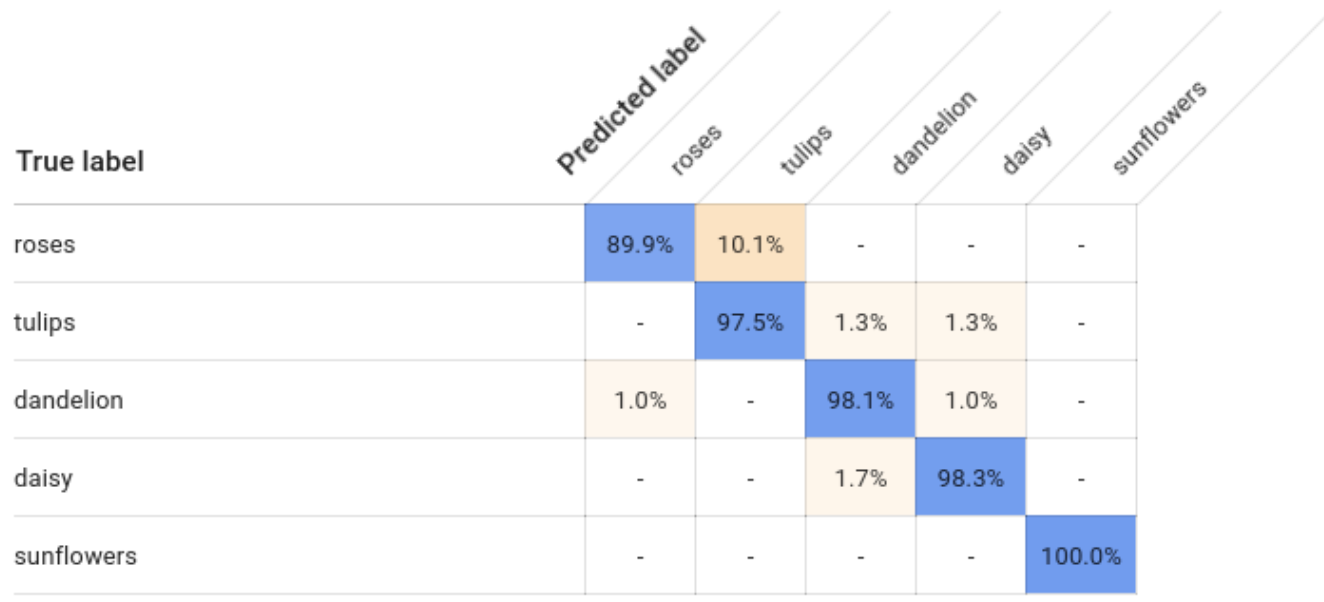 Predicted label
roses
tulips
dandelion
daisy
sunflowers
True label
roses 89.9% 10.1% - - -
tulips - 97.5% 1.3% 1.3% -
dandelion 1.0% - 98.1% 1.0% -
daisy - - 1.7% 98.3% -
sunflowers - - - - 100.0%